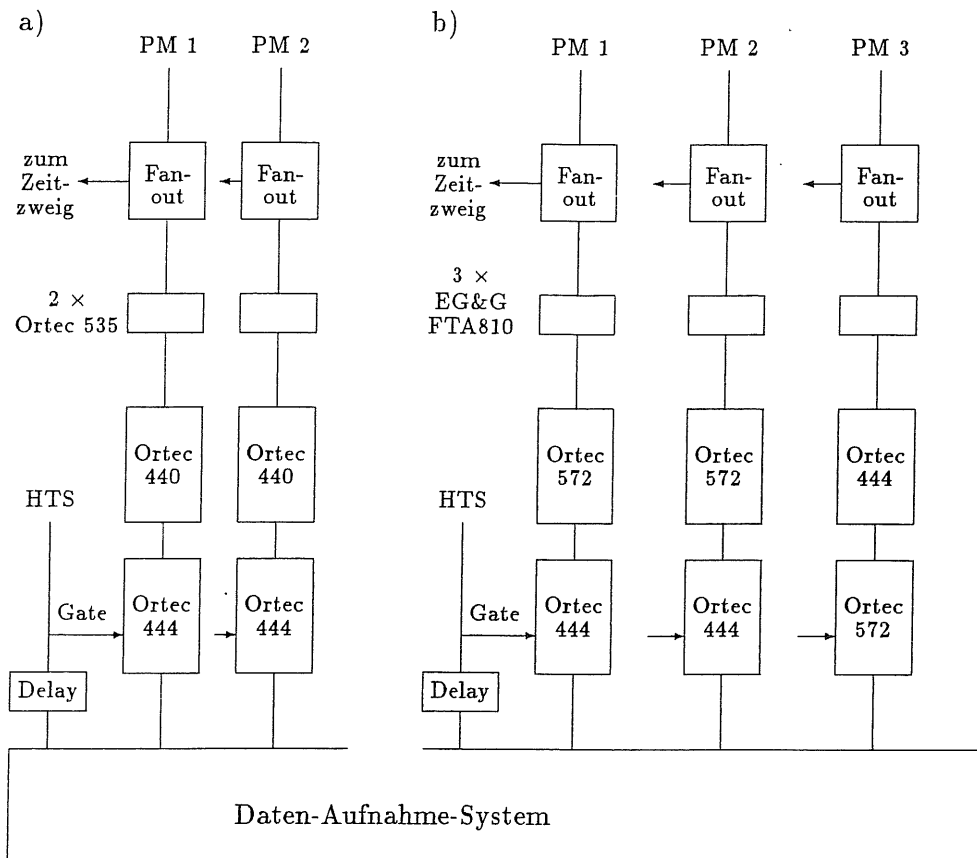 a)
PM 1
PM 2
zum
Zeit-
zweig
Fan-
out
Fan-
out
2 ×
Ortec 535
Ortec
440
Ortec
440
HTS
Gate
Ortec
444
Ortec
444
Delay
b)
PM 1
PM 2
PM 3
zum
Zeit-
zweig
Fan-
out
Fan-
out
Fan-
out
3 ×
EG&G
FTA810
Ortec
572
Ortec
572
Ortec
444
HTS
Gate
Ortec
444
Ortec
444
Ortec
572
Delay
Daten-Aufnahme-System